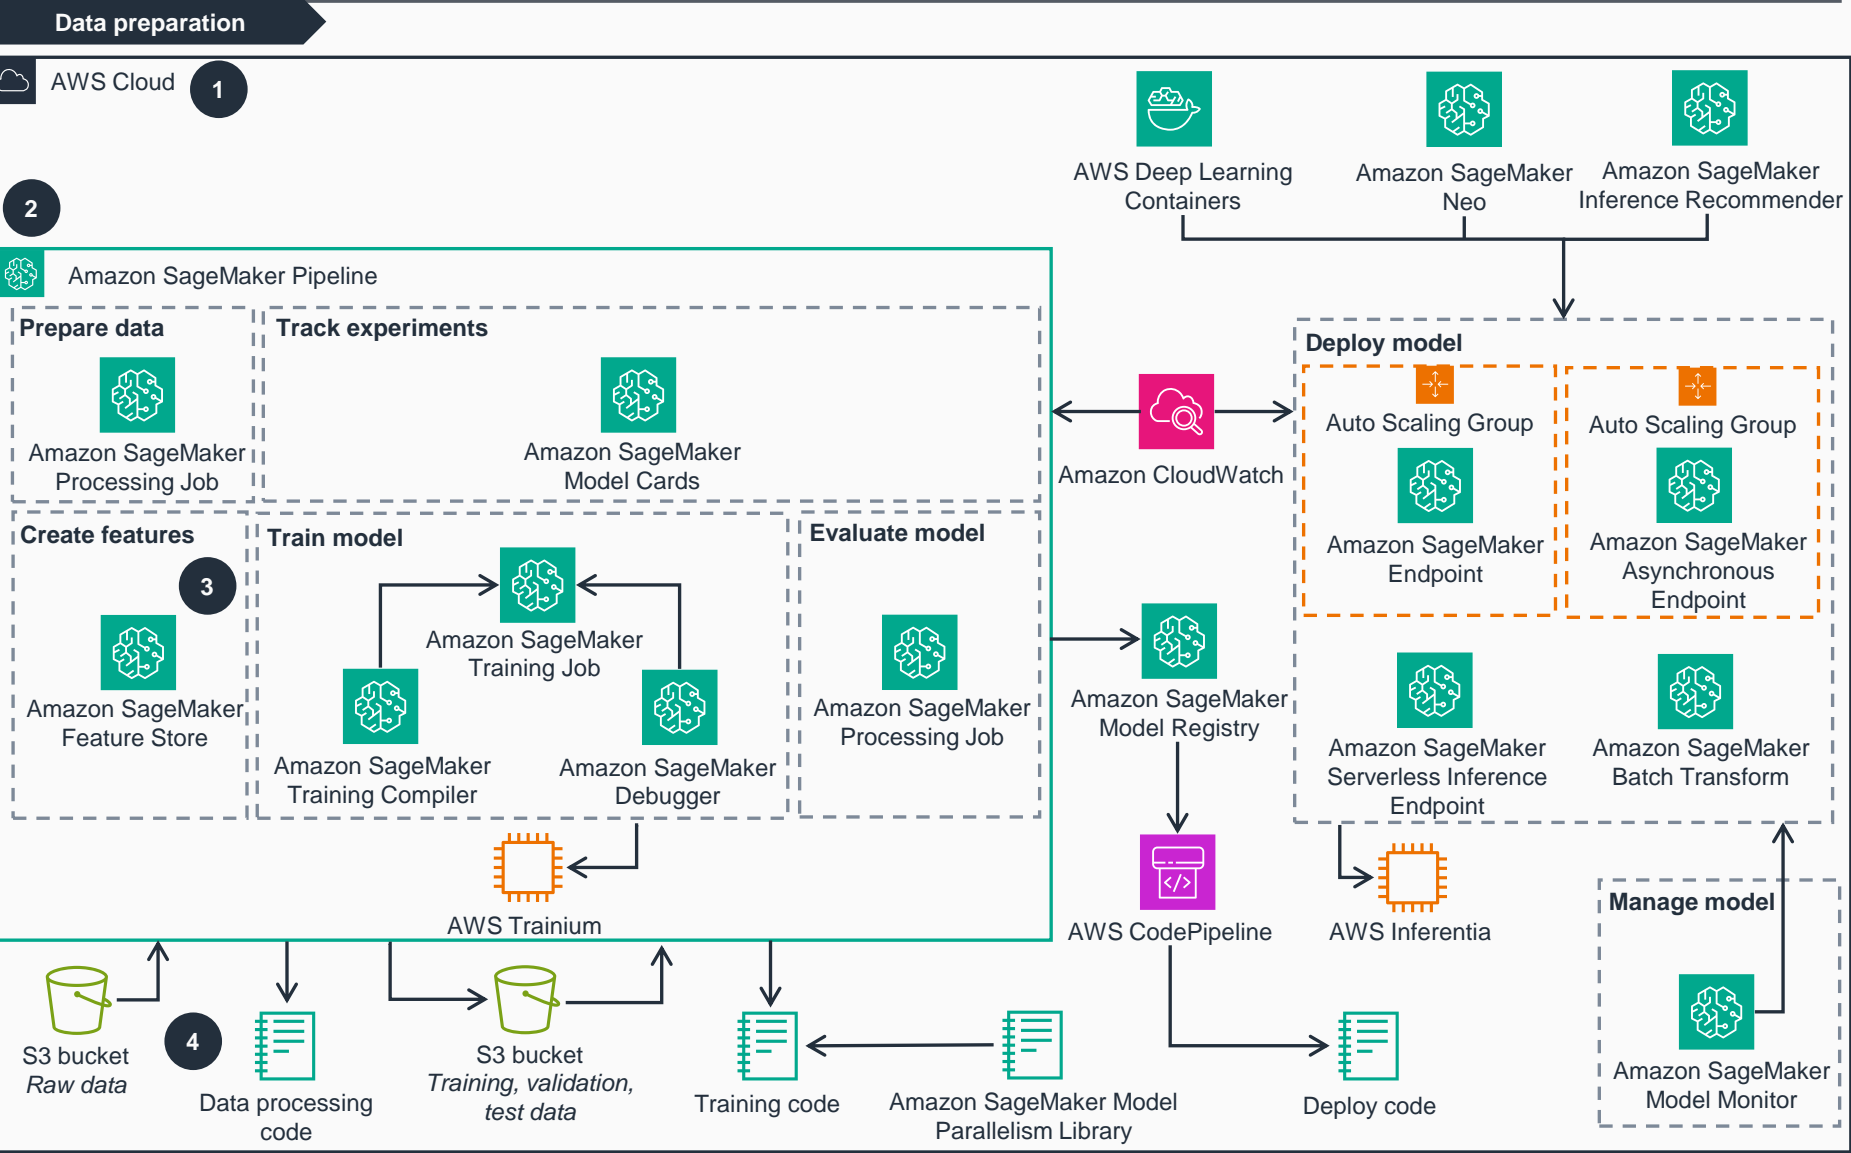 Data preparation
AWS Cloud
1
AWS Deep Learning
Containers
Amazon SageMaker
Neo
Amazon SageMaker
Inference Recommender
2
Amazon SageMaker Pipeline
Prepare data
Amazon SageMaker
Processing Job
Track experiments
Amazon SageMaker
Model Cards
Create features
3
Amazon SageMaker
Feature Store
Train model
Amazon SageMaker
Training Job
Amazon SageMaker
Training Compiler
Amazon SageMaker
Debugger
Evaluate model
Amazon SageMaker
Processing Job
AWS Trainium
Amazon CloudWatch
Amazon SageMaker
Model Registry
AWS CodePipeline
Deploy model
Auto Scaling Group
Amazon SageMaker
Endpoint
Auto Scaling Group
Amazon SageMaker
Asynchronous
Endpoint
Amazon SageMaker
Serverless Inference
Endpoint
Amazon SageMaker
Batch Transform
AWS Inferentia
Manage model
Amazon SageMaker
Model Monitor
S3 bucket
Raw data
4
Data processing
code
S3 bucket
Training, validation,
test data
Training code
Amazon SageMaker Model
Parallelism Library
Deploy code